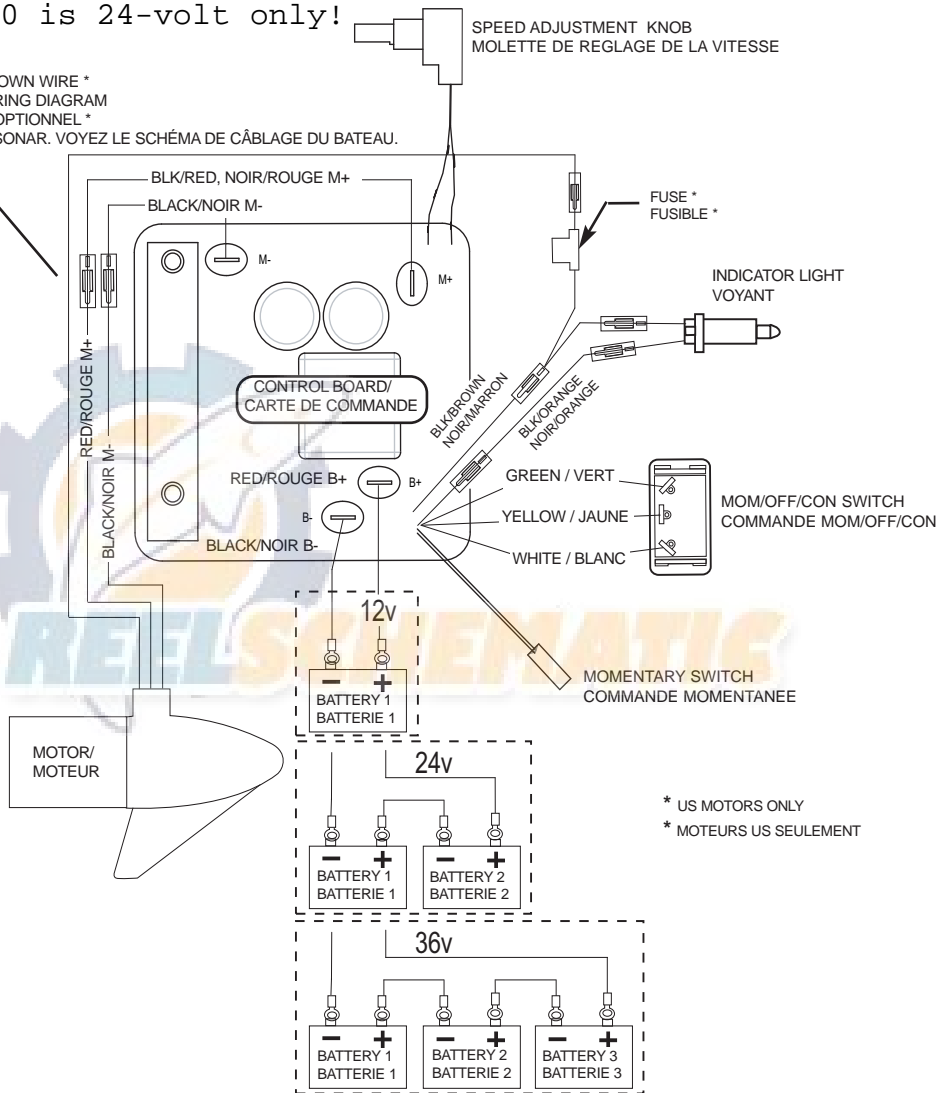 0 is 24-volt only!
SPEED ADJUSTMENT KNOB
MOLETTE DE REGLAGE DE LA VITESSE
OWN WIRE *
RING DIAGRAM
OPTIONNEL *
SONAR. VOYEZ LE SCHÉMA DE CÂBLAGE DU BATEAU.
BLK/RED, NOIR/ROUGE M+
BLACK/NOIR M-
FUSE *
FUSIBLE *
M-
M+
INDICATOR LIGHT
VOYANT
RED/ROUGE M+
BLACK/NOIR M-
CONTROL BOARD/
CARTE DE COMMANDE
BLK/BROWN
NOIR/MARRON
BLK/ORANGE
NOIR/ORANGE
RED/ROUGE B+
B+
B-
BLACK/NOIR B-
GREEN / VERT
YELLOW / JAUNE
WHITE / BLANC
MOM/OFF/CON SWITCH
COMMANDE MOM/OFF/CON
12v
REELSCHEMATIC
- +
BATTERY 1
BATTERIE 1
MOMENTARY SWITCH
COMMANDE MOMENTANEE
MOTOR/
MOTEUR
24v
- + - +
BATTERY 1 BATTERY 2
BATTERIE 1 BATTERIE 2
* US MOTORS ONLY
* MOTEURS US SEULEMENT
36v
- + - + - +
BATTERY 1 BATTERY 2 BATTERY 3
BATTERIE 1 BATTERIE 2 BATTERIE 3